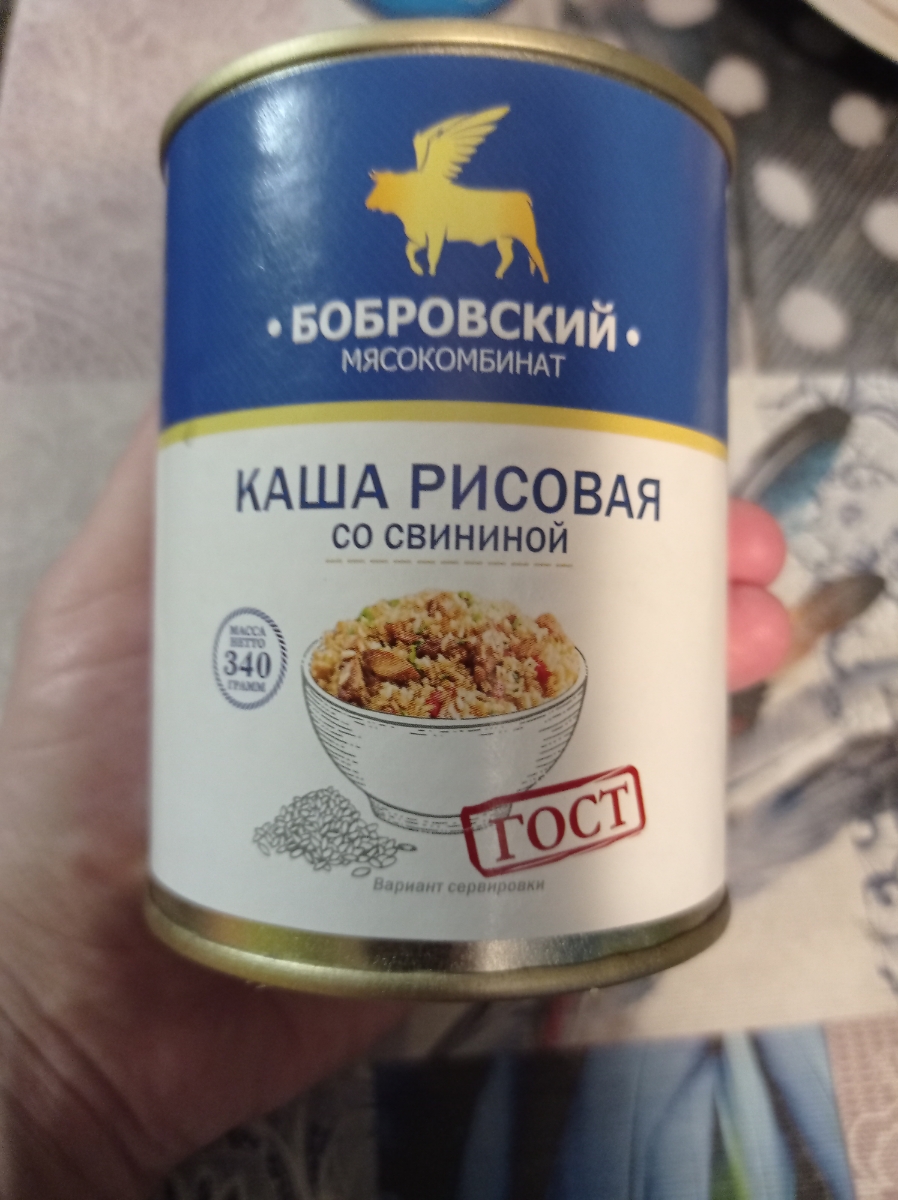 • БОБРОВСКИЙ •
МЯСОКОМБИНАТ
КАША РИСОВАЯ
СО СВИНИНОЙ
МАССА
НЕТТО
340
ГРАММ
ГОСТ
Вариант сервировки